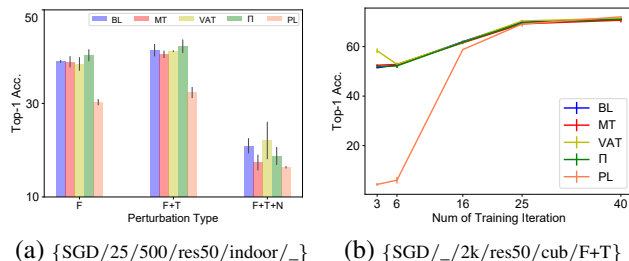 50
30
10
Top-1 Acc.
BL MT VAT Π PL
F F+T F+T+N
Perturbation Type
60
40
20
Top-1 Acc.
BL
MT
VAT
Π
PL
3 6 16 25 40
Num of Training Iteration
(a) {SGD/25/500/res50/indoor/_}
(b) {SGD/_/2k/res50/cub/F+T}